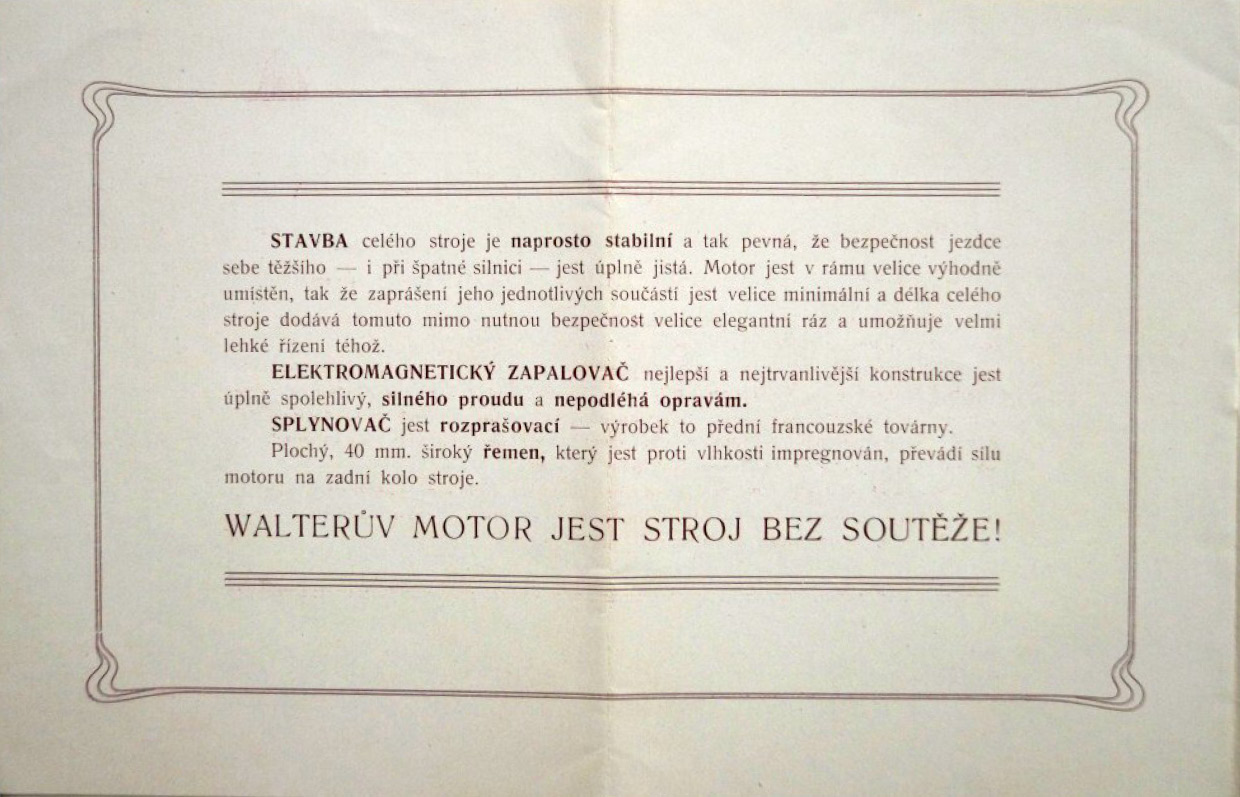 STAVBA celého stroje je naprosto stabilní a tak pevná, že bezpečnost jezdce
sebe těžšího — i při špatné silnici — jest úplně jistá. Motor jest v rámu velice výhodně
umístěn, tak že zaprášení jeho jednotlivých součástí jest velice minimální a délka celého
stroje dodává tomuto mimo nutnou bezpečnost velice elegantní ráz a umožňuje velmi
lehké řízení téhož.
ELEKTROMAGNETICKÝ ZAPALOVAČ nejlepší a nejtrvanlivější konstrukce jest
úplně spolehlivý, silného proudu a nepodléhá opravám.
SPLYNOVAČ jest rozprašovací — výrobek to přední francouzské továrny.
Plochý, 40 mm. široký řemen, který jest proti vlhkosti impregnován, převádí sílu
motoru na zadní kolo stroje.
WALTERŮV MOTOR JEST STROJ BEZ SOUTĚŽE!